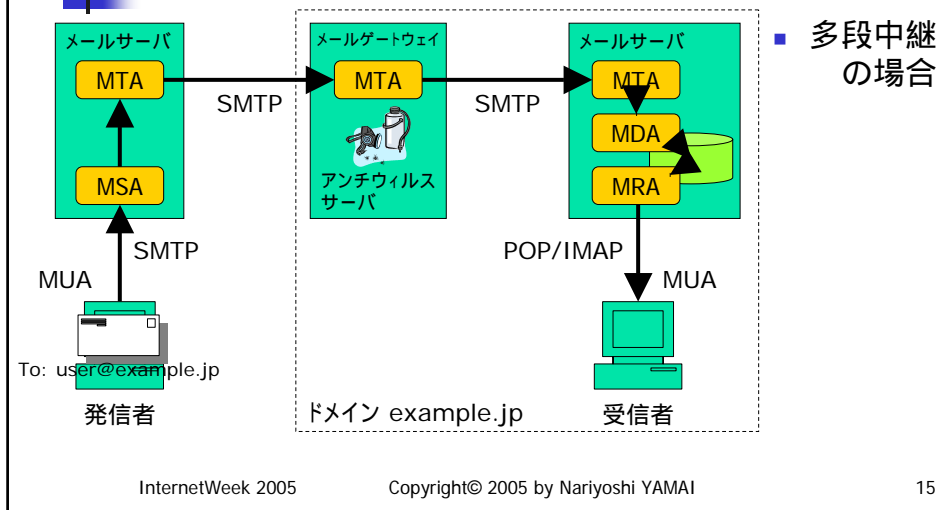 多段中継
の場合
メールサーバ
MTA
MSA
SMTP
メールゲートウェイ
MTA
アンチウィルス
サーバ
SMTP
メールサーバ
MTA
MDA
MRA
SMTP
MUA
To: user@example.jp
発信者
POP/IMAP
MUA
受信者
ドメイン example.jp
InternetWeek 2005 Copyright© 2005 by Nariyoshi YAMAI 15